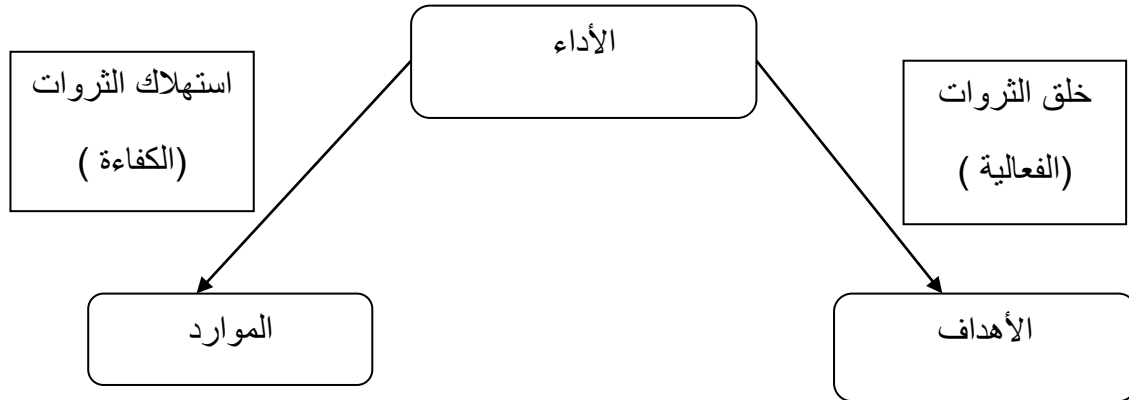 الأداء
خلق الثروات
(الفعالية )
استهلاك الثروات
(الكفاءة )
الأهداف
الموارد